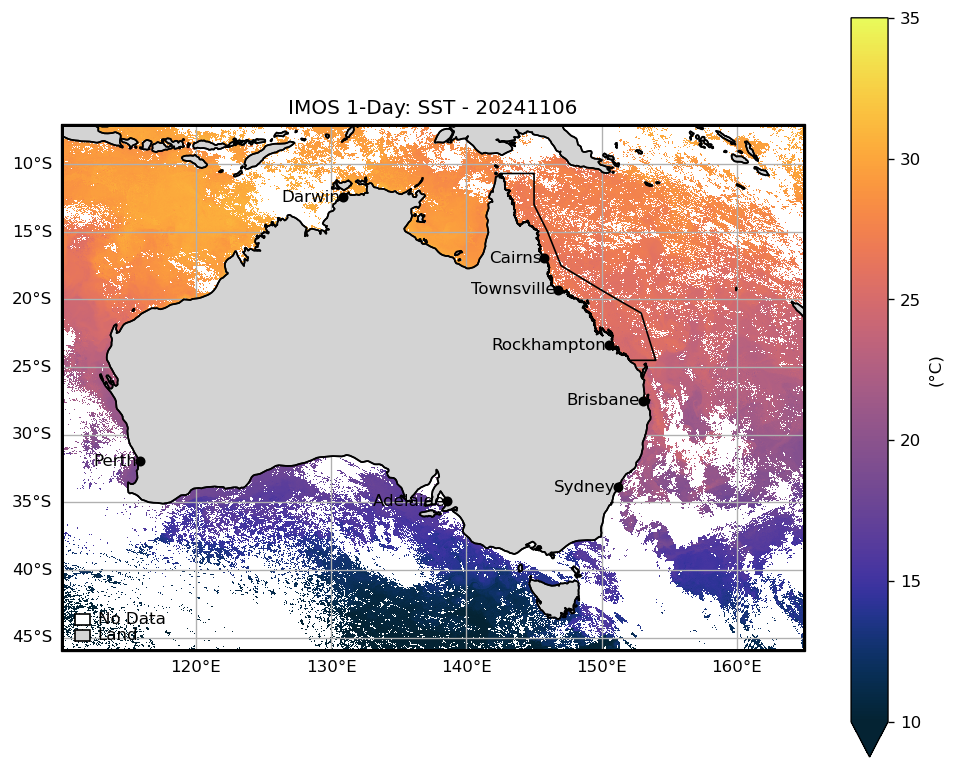 IMOS 1-Day: SST - 20241106
35
30
25
20
15
10
(°C)
10°S
15°S
20°S
25°S
30°S
35°S
40°S
45°S
Darwin
Cairns
Townsville
Rockhampton
Brisbane
Perth
Sydney
Adelaide
No Data
Land
120°E
130°E
140°E
150°E
160°E